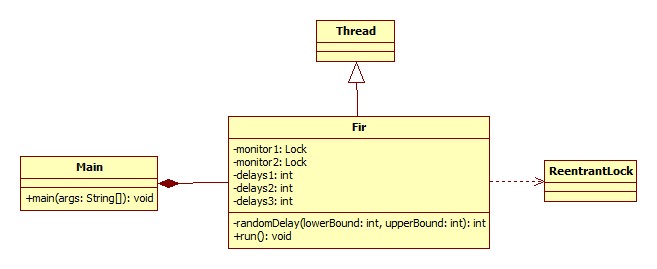 Thread
Fir
-monitor1: Lock
-monitor2: Lock
-delays1: int
-delays2: int
-delays3: int
-randomDelay(lowerBound: int, upperBound: int): int
+run(): void
Main
+main(args: String[]): void
ReentrantLock